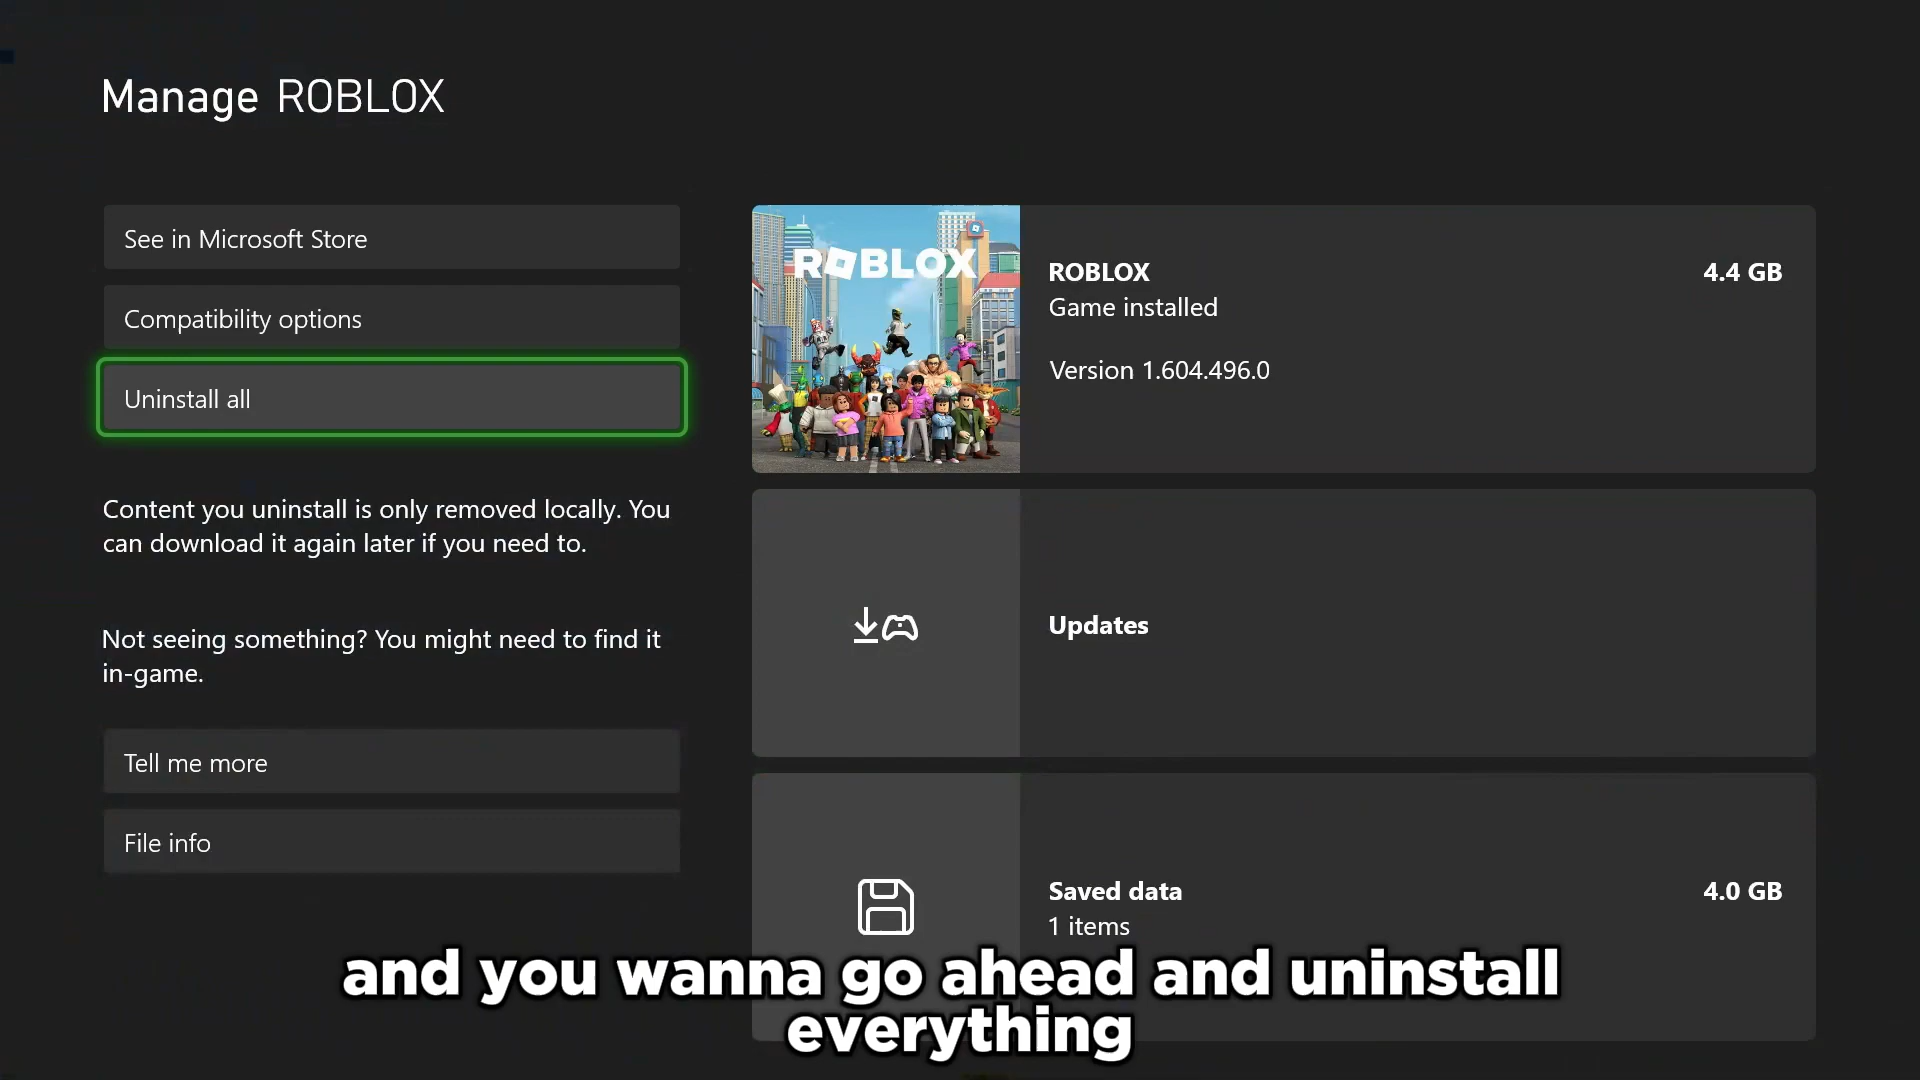 Manage ROBLOX
See in Microsoft Store
Compatibility options
Uninstall all
Content you uninstall is only removed locally. You
can download it again later if you need to.
Not seeing something? You might need to find it
in-game.
Tell me more
File info
ROBLOX
ROBLOX
4.4 GB
Game installed
Version 1.604.496.0
Updates
Saved data
4.0 GB
1 items
and you wanna go ahead and uninstall
everything